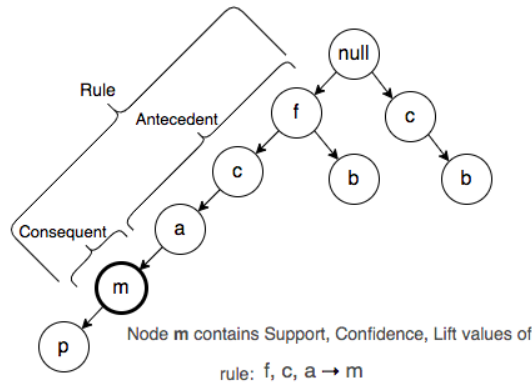 null
Rule
f
c
Antecedent
c
b
b
a
Consequent
m
Node m contains Support, Confidence, Lift values of
p
rule: f, c, a → m